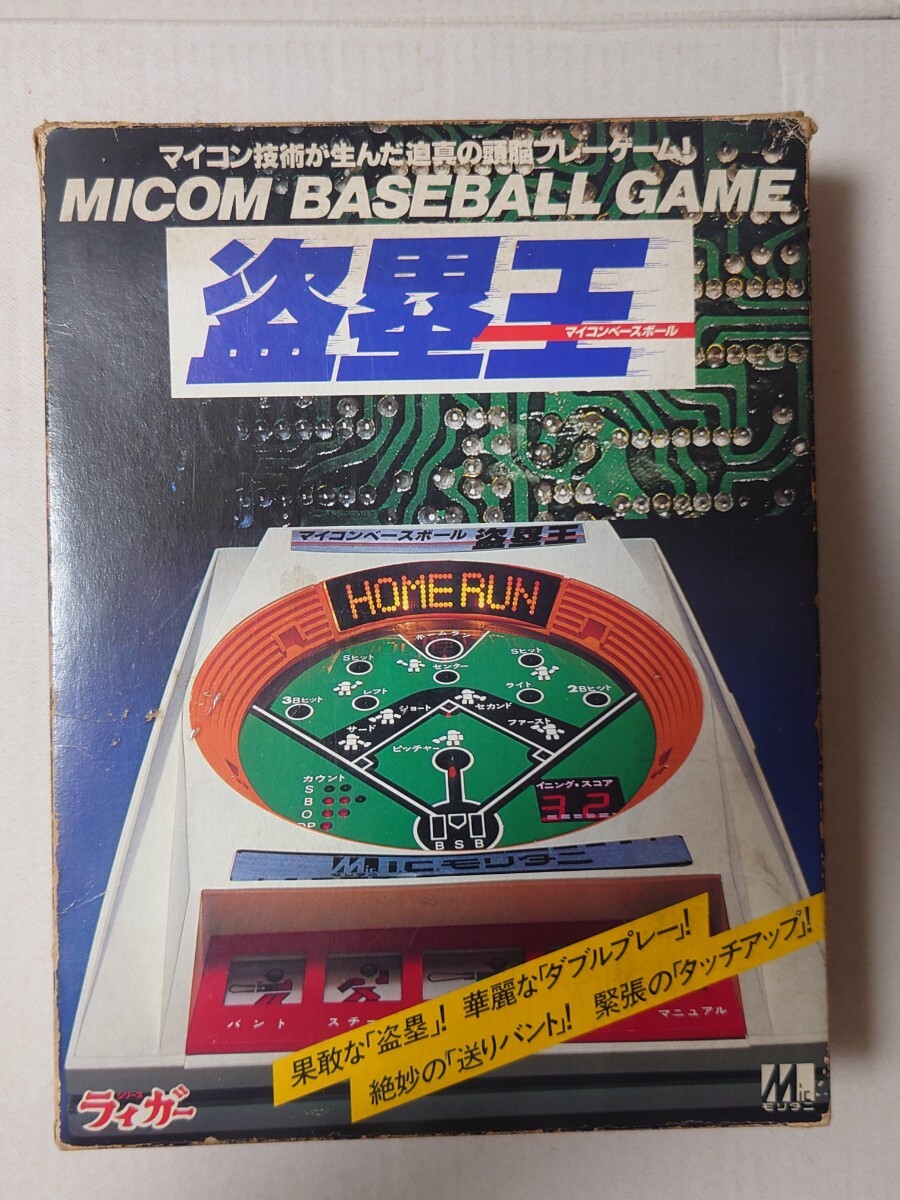 マイコン技術が生んだ迫真の頭脳プレーゲーム!
MICOM BASEBALL GAME
盗塁王
マイコンベースボール
マイコンベースボール 盗塁王
HOME RUN
ホームラン
Sヒット
センター
Sヒット
3Bヒット
レフト
ライト
2Bヒット
ショート
セカンド
サード
ファースト
ピッチャー
カウント
S
B
O
イニング・スコア
3 2
B S B
Mic モリタニ
バント
スチー
マニュアル
果敢な「盗塁」! 華麗な「ダブルプレー」!
絶妙の「送りバント」! 緊張の「タッチアップ」!
シリーズ
ライガー
Mic
モリタニ